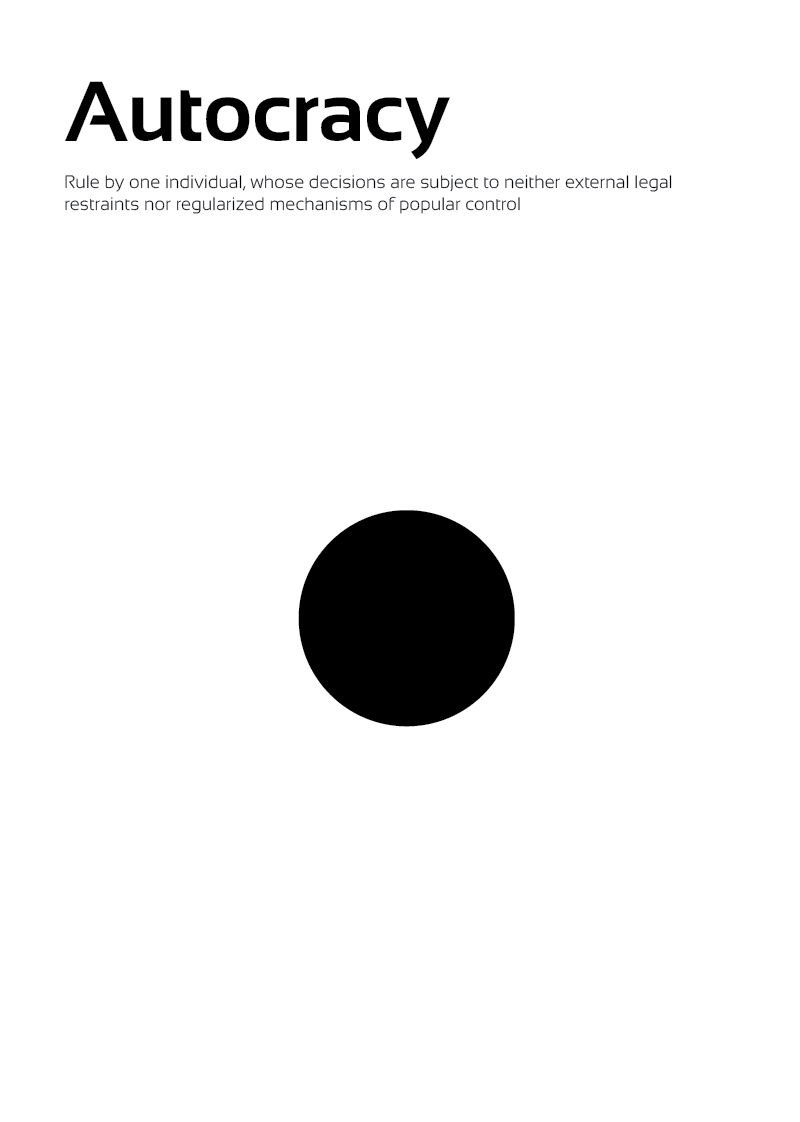 Autocracy
Rule by one individual, whose decisions are subject to neither external legal
restraints nor regularized mechanisms of popular control